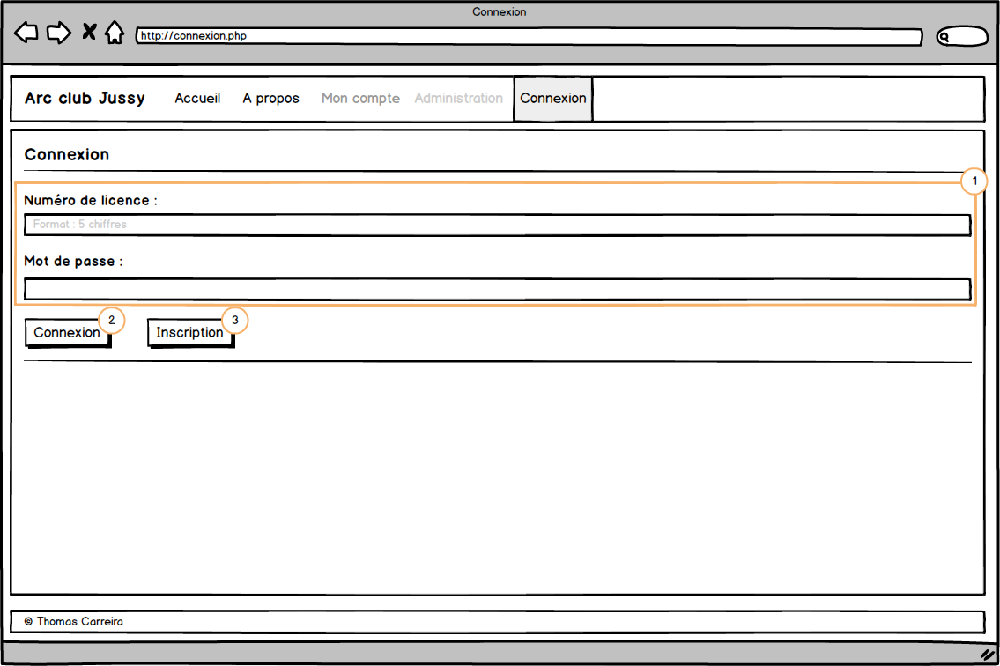 Connexion
http://connexion.php
Arc club Jussy Accueil A propos Mon compte Administration Connexion
Connexion
1
Numéro de licence :
Format : 5 chiffres
Mot de passe :
2 3
Connexion Inscription
© Thomas Carreira